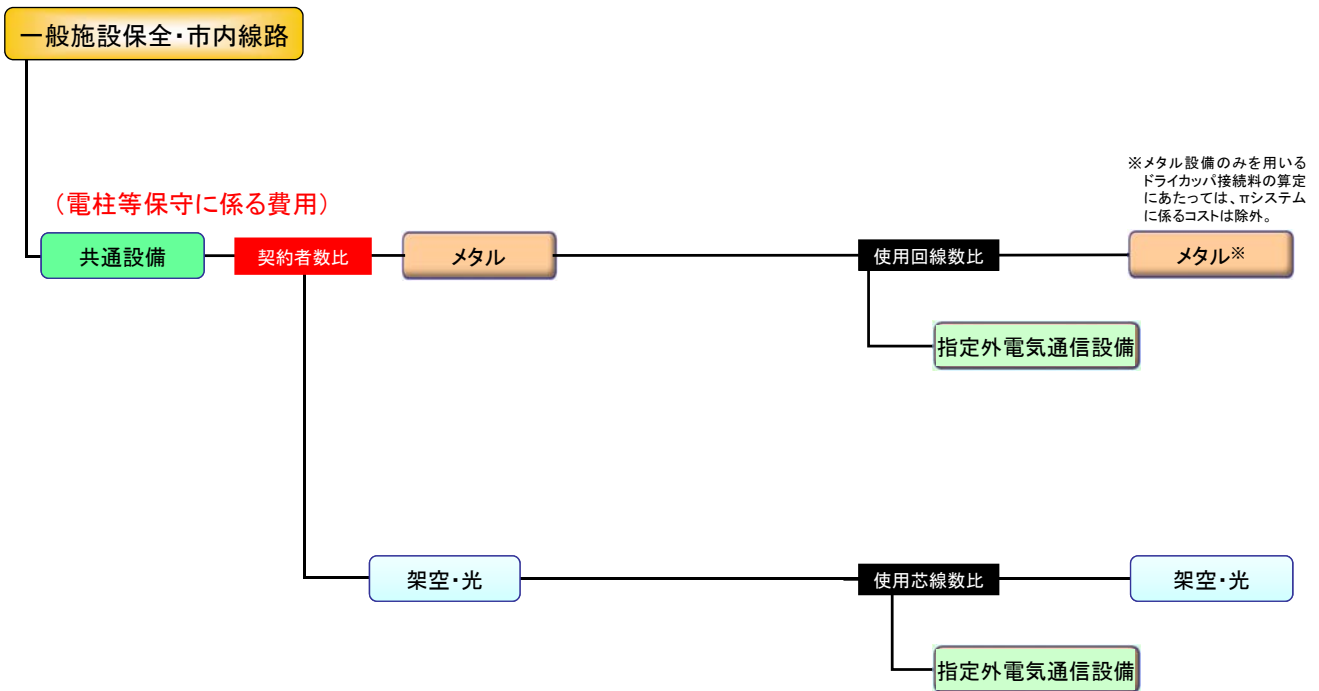 一般施設保全・市内線路
※メタル設備のみを用いる
ドライカッパ接続料の算定
にあたっては、πシステム
に係るコストは除外。
（電柱等保守に係る費用）
共通設備
契約者数比
メタル
使用回線数比
メタル※
指定外電気通信設備
架空・光
使用芯線数比
架空・光
指定外電気通信設備